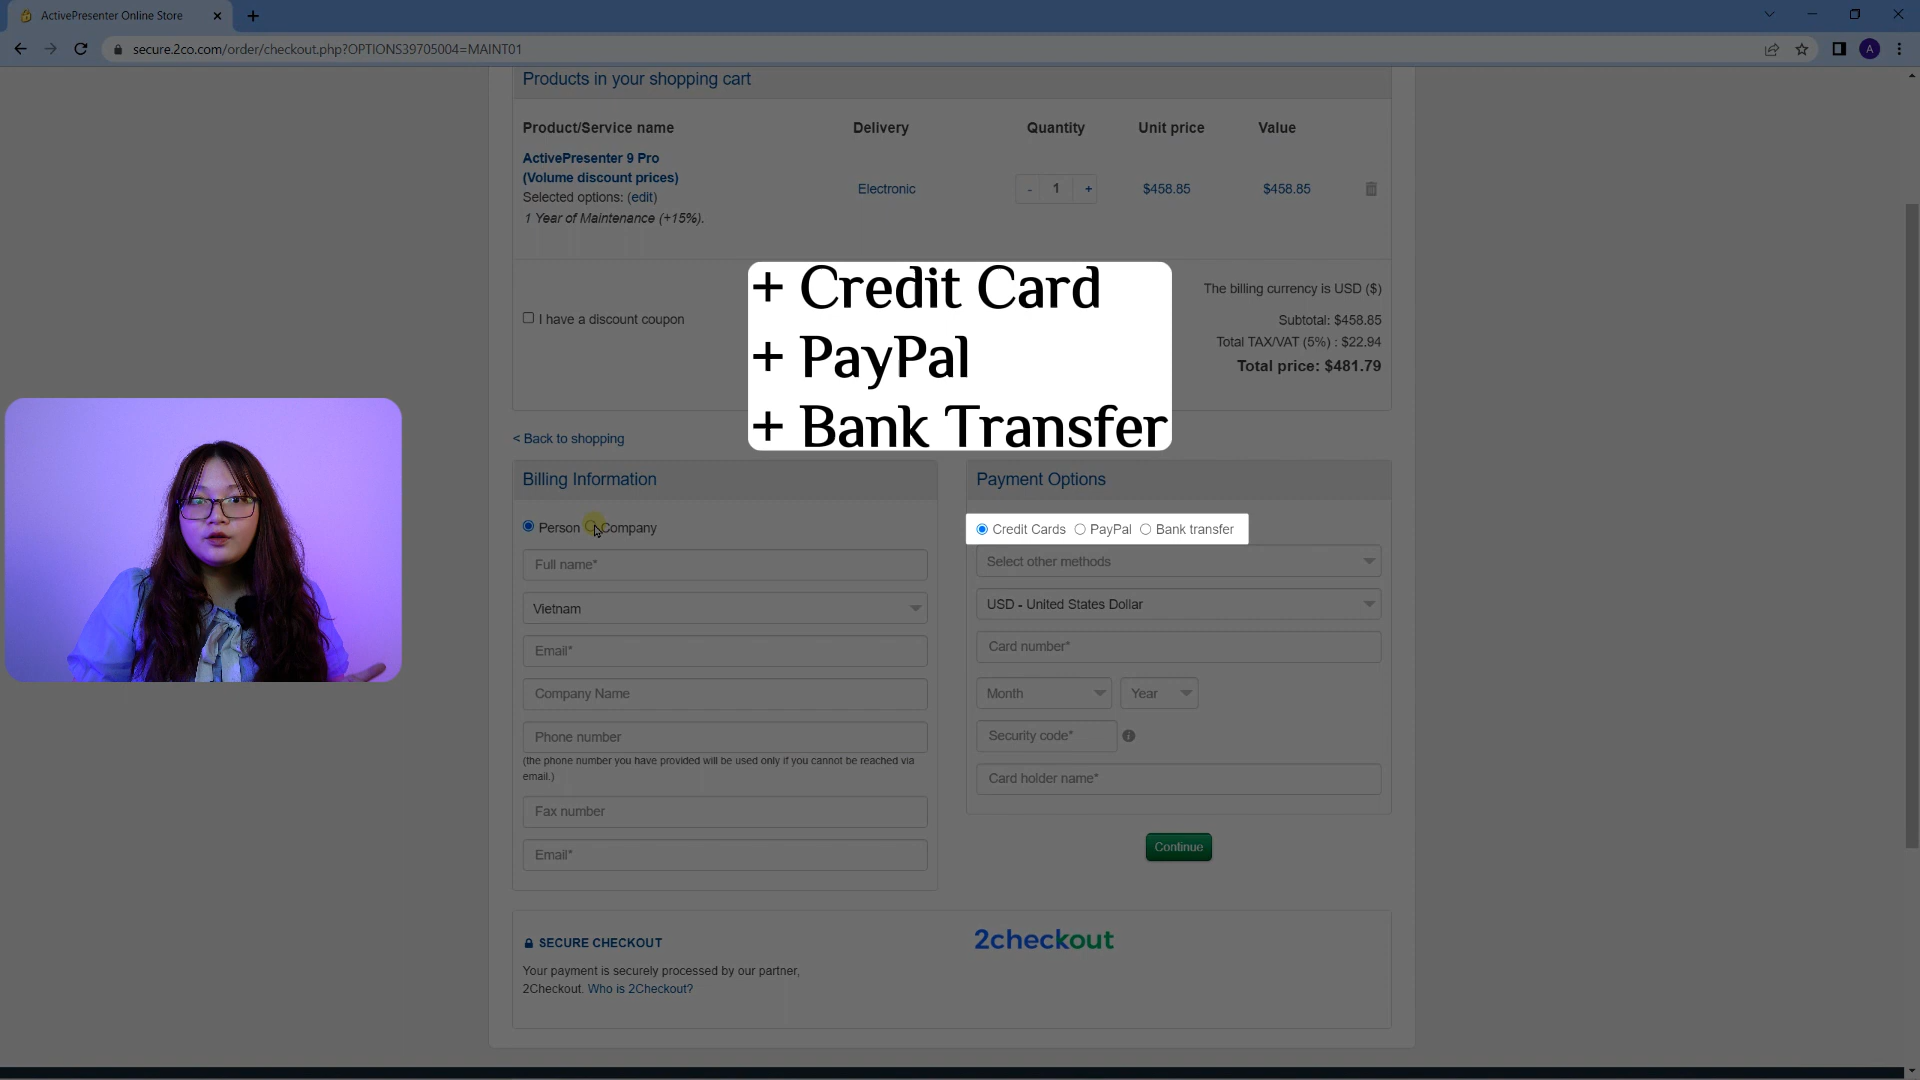 ActivePresenter Online Store
secure.2co.com/order/checkout.php?OPTIONS39705004=MAINT01
A
Products in your shopping cart
Product/Service name Delivery Quantity Unit price Value
ActivePresenter 9 Pro
(Volume discount prices)
Selected options: (edit)
1 Year of Maintenance (+15%).
Electronic
- 1 +
$458.85
$458.85
I have a discount coupon
The billing currency is USD ($)
Subtotal: $458.85
Total TAX/VAT (5%) : $22.94
Total price: $481.79
+ Credit Card
+ PayPal
+ Bank Transfer
< Back to shopping
Billing Information
Person Company
Full name*
Vietnam
Email*
Company Name
Phone number
(the phone number you have provided will be used only if you cannot be reached via
email.)
Fax number
Email*
Payment Options
Credit Cards PayPal Bank transfer
Select other methods
USD - United States Dollar
Card number*
Month Year
Security code*
Card holder name*
Continue
SECURE CHECKOUT
Your payment is securely processed by our partner,
2Checkout. Who is 2Checkout?
2checkout